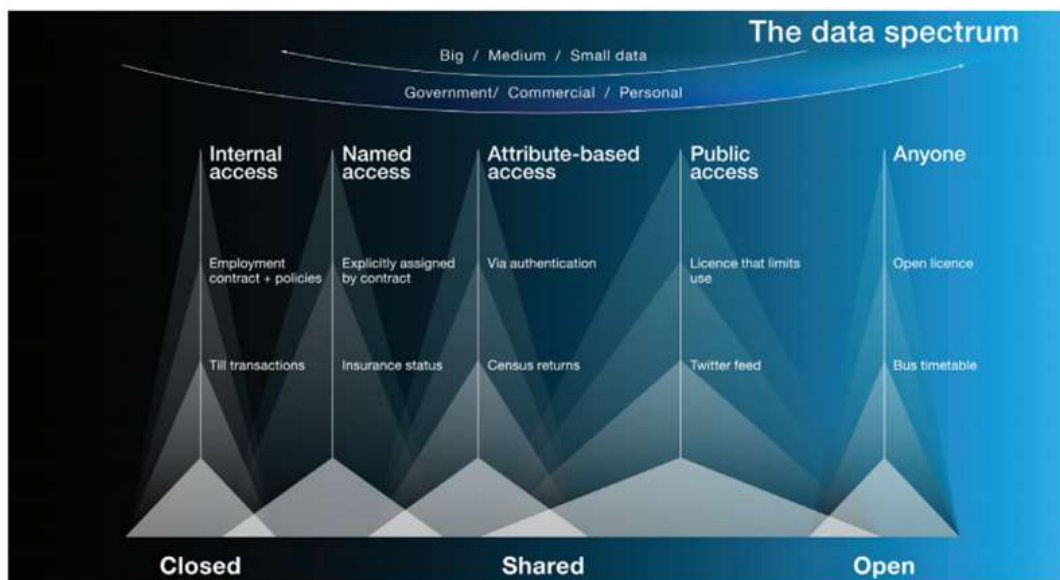 The data spectrum
Big / Medium / Small data
Government/ Commercial / Personal
Internal
access
Named
access
Attribute-based
access
Public
access
Anyone
Employment
contract + policies
Explicitly assigned
by contract
Via authentication
Licence that limits
use
Open licence
Till transactions
Insurance status
Census returns
Twitter feed
Bus timetable
Closed
Shared
Open